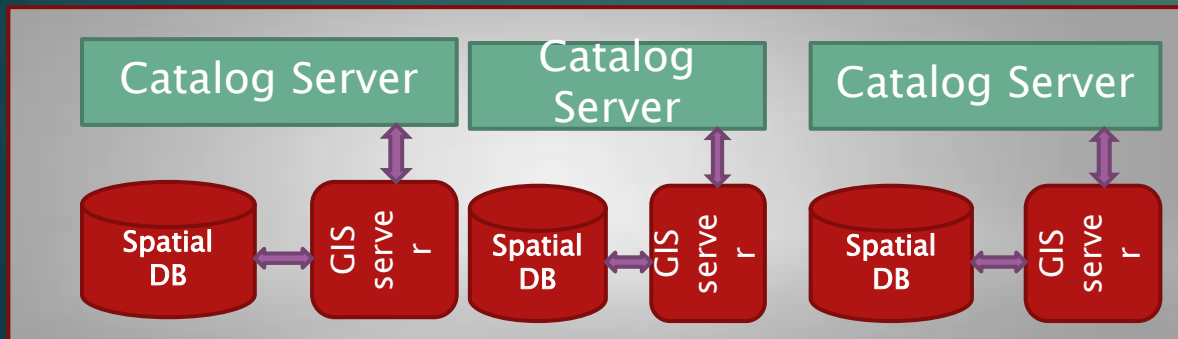 Catalog Server
Catalog
Server
Catalog Server
Spatial
DB
GIS
serve
r
Spatial
DB
GIS
serve
r
Spatial
DB
GIS
serve
r